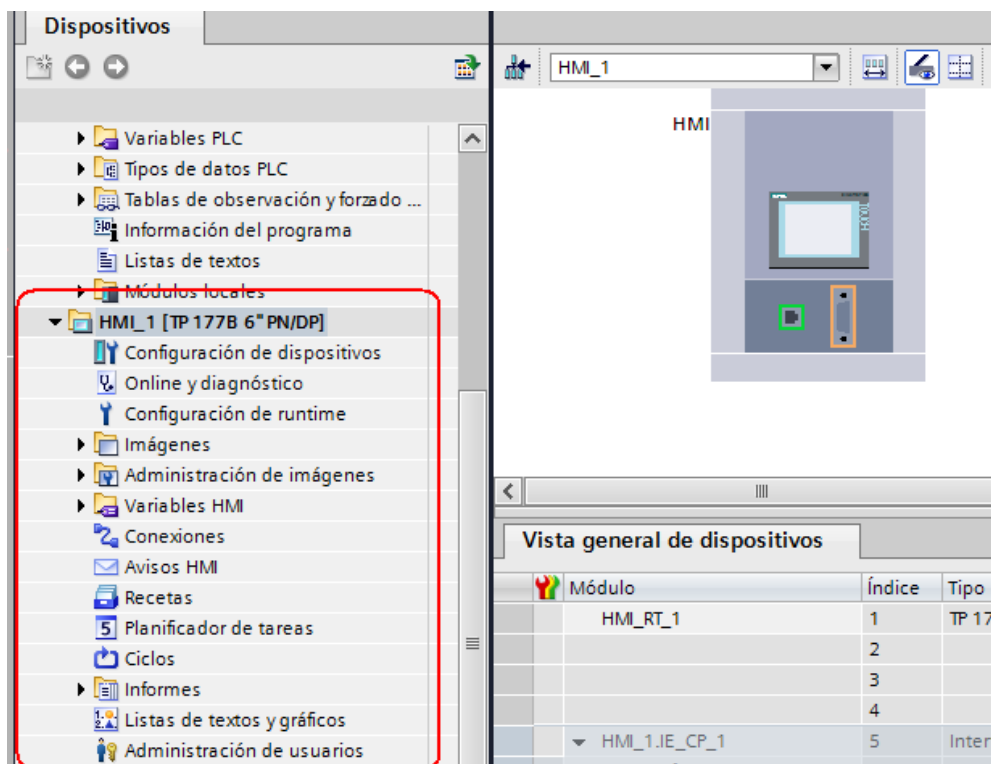 Dispositivos
Variables PLC
Tipos de datos PLC
Tablas de observación y forzado ...
Información del programa
Listas de textos
Módulos locales
HMI_1 [TP 177B 6" PN/DP]
Configuración de dispositivos
Online y diagnóstico
Configuración de runtime
Imágenes
Administración de imágenes
Variables HMI
Conexiones
Avisos HMI
Recetas
Planificador de tareas
Ciclos
Informes
Listas de textos y gráficos
Administración de usuarios
HMI_1
HMI
TOUCH
Vista general de dispositivos
Módulo Índice Tipo
HMI_RT_1 1 TP 17
2
3
4
HMI_1.IE_CP_1 5 Inter